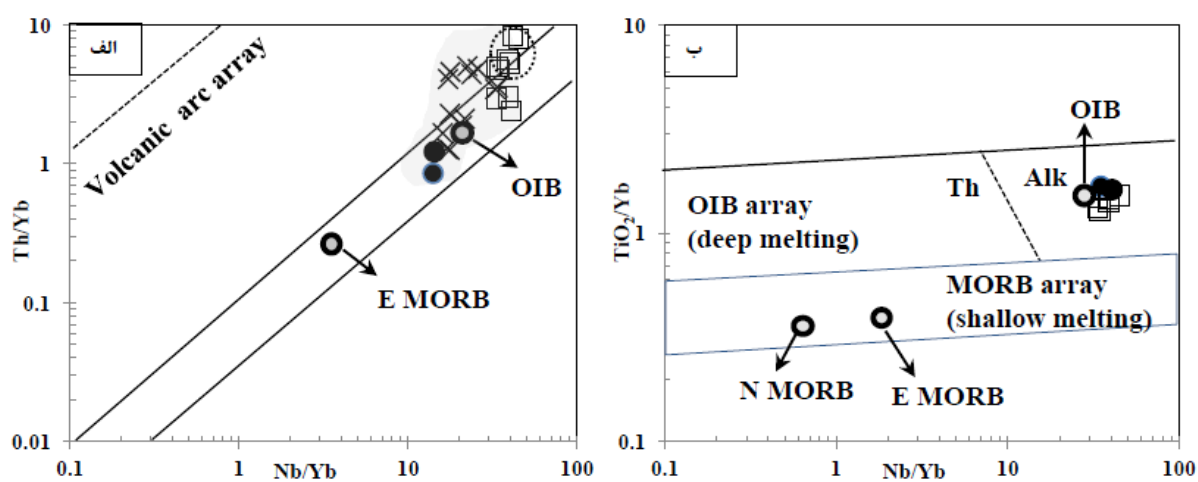 الف
10
1
0.1
0.01
Th/Yb
Volcanic arc array
OIB
E MORB
0.1
1
10
100
Nb/Yb
ب
10
1
0.1
TiO₂/Yb
OIB
Th
Alk
OIB array
(deep melting)
MORB array
(shallow melting)
N MORB
E MORB
0.1
1
10
100
Nb/Yb